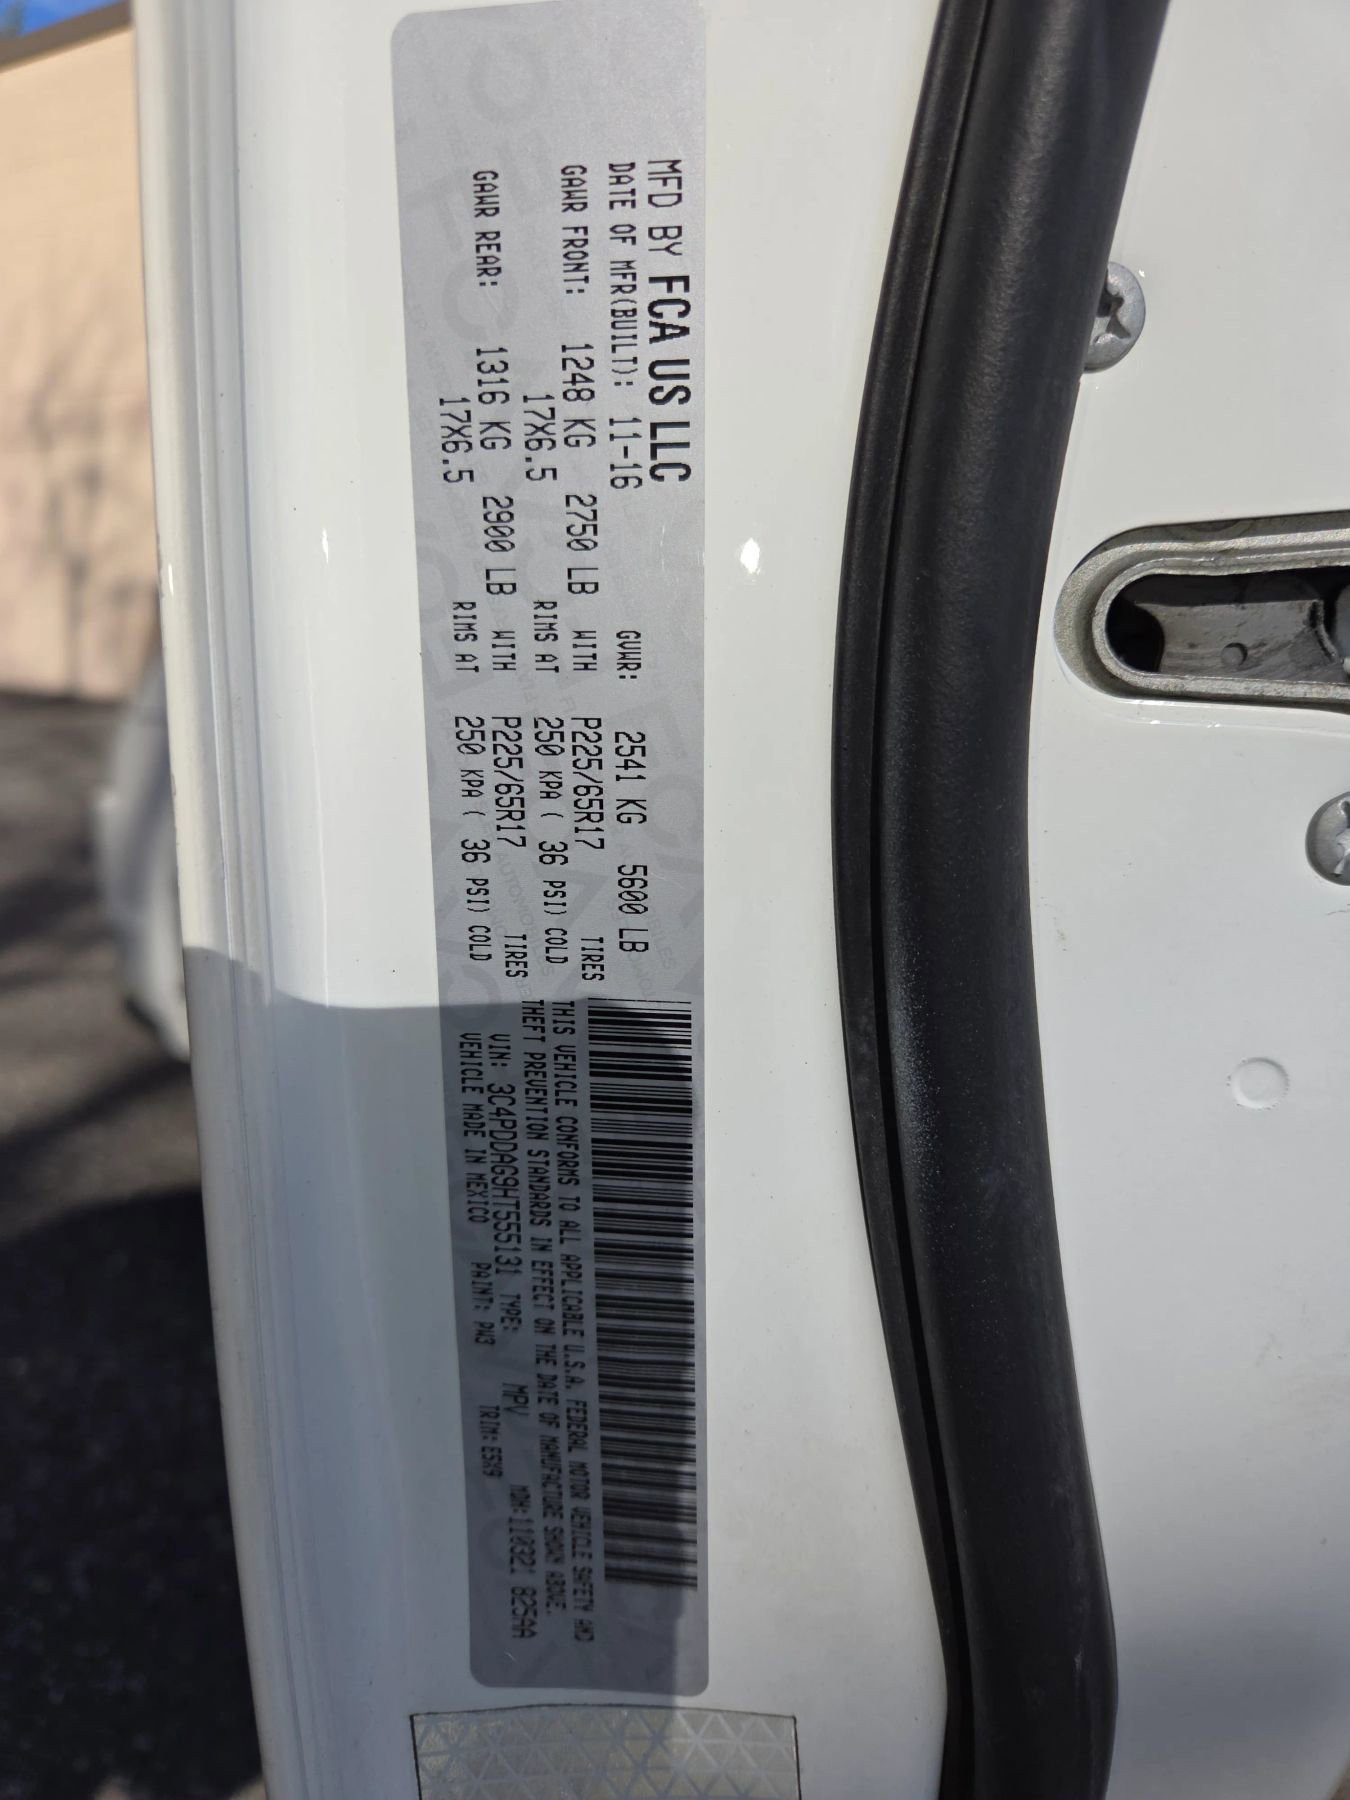 MFD BY FCA US LLC
DATE OF MFR(BUILT): 11-16 GVWR: 2541 KG 5600 LB
GAWR FRONT: 1248 KG 2750 LB WITH P225/65R17 TIRES
17X6.5 RIMS AT 250 KPA ( 36 PSI) COLD
GAWR REAR: 1316 KG 2900 LB WITH P225/65R17 TIRES
17X6.5 RIMS AT 250 KPA ( 36 PSI) COLD
THIS VEHICLE CONFORMS TO ALL APPLICABLE U.S.A. FEDERAL MOTOR VEHICLE SAFETY AND
THEFT PREVENTION STANDARDS IN EFFECT ON THE DATE OF MANUFACTURE SHOWN ABOVE.
VIN: 3C4PDDAG9HT555131 TYPE: MPV MDH: 110321 825AA
VEHICLE MADE IN MEXICO PAINT: PW3 TRIM: E5X9